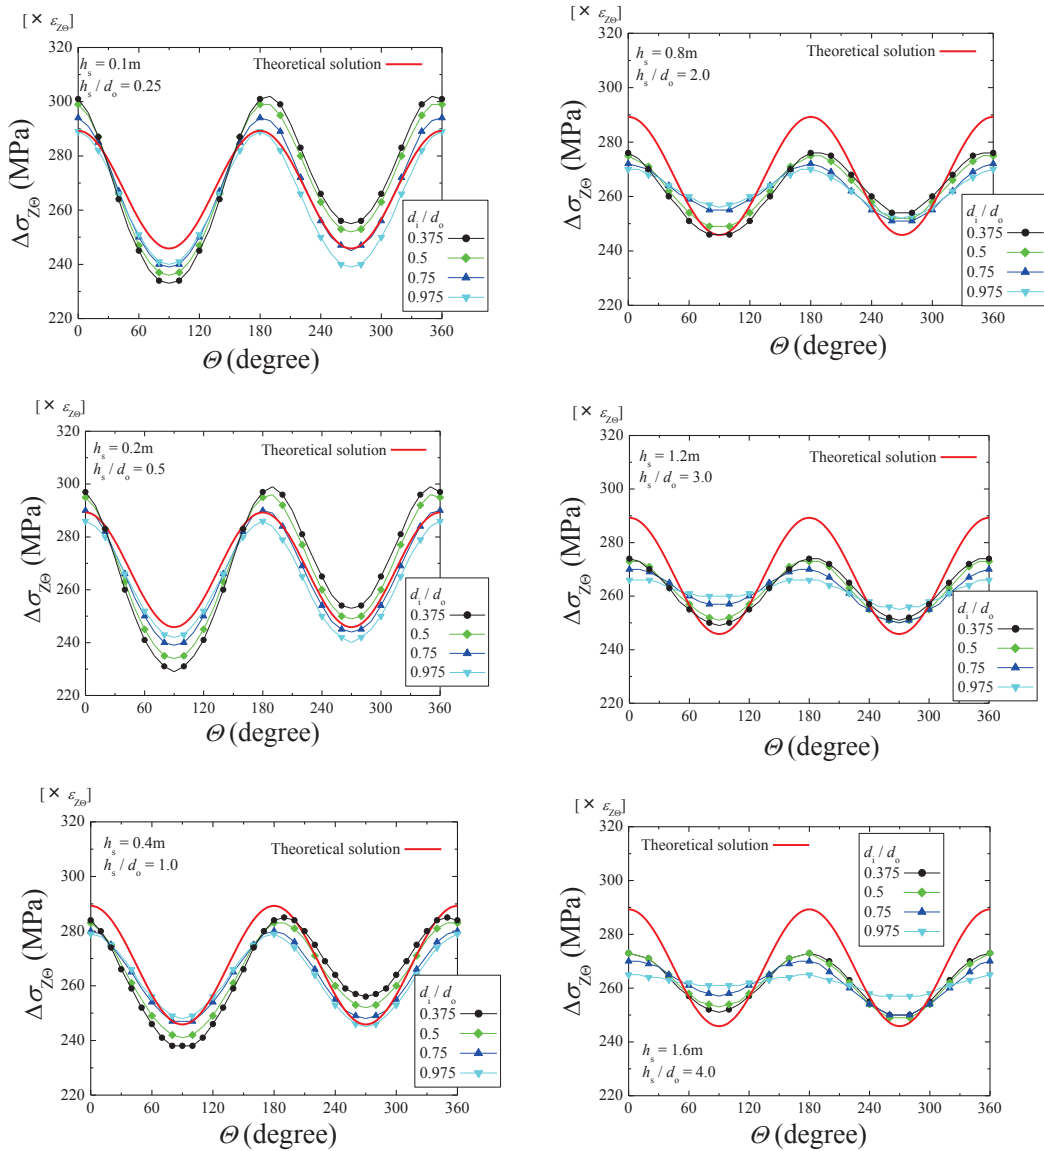 [ × ε_ZΘ]
320
300
280
260
240
220
Δσ_ZΘ (MPa)
h_s = 0.1m
h_s / d_o = 0.25
Theoretical solution
d_i / d_o
0.375
0.5
0.75
0.975
0 60 120 180 240 300 360
Θ (degree)
[ × ε_ZΘ]
320
300
280
260
240
220
Δσ_ZΘ (MPa)
h_s = 0.8m
h_s / d_o = 2.0
Theoretical solution
d_i / d_o
0.375
0.5
0.75
0.975
0 60 120 180 240 300 360
Θ (degree)
[ × ε_ZΘ]
320
300
280
260
240
220
Δσ_ZΘ (MPa)
h_s = 0.2m
h_s / d_o = 0.5
Theoretical solution
d_i / d_o
0.375
0.5
0.75
0.975
0 60 120 180 240 300 360
Θ (degree)
[ × ε_ZΘ]
320
300
280
260
240
220
Δσ_ZΘ (MPa)
h_s = 1.2m
h_s / d_o = 3.0
Theoretical solution
d_i / d_o
0.375
0.5
0.75
0.975
0 60 120 180 240 300 360
Θ (degree)
[ × ε_ZΘ]
320
300
280
260
240
220
Δσ_ZΘ (MPa)
h_s = 0.4m
h_s / d_o = 1.0
Theoretical solution
d_i / d_o
0.375
0.5
0.75
0.975
0 60 120 180 240 300 360
Θ (degree)
[ × ε_ZΘ]
320
300
280
260
240
220
Δσ_ZΘ (MPa)
Theoretical solution
d_i / d_o
0.375
0.5
0.75
0.975
h_s = 1.6m
h_s / d_o = 4.0
0 60 120 180 240 300 360
Θ (degree)